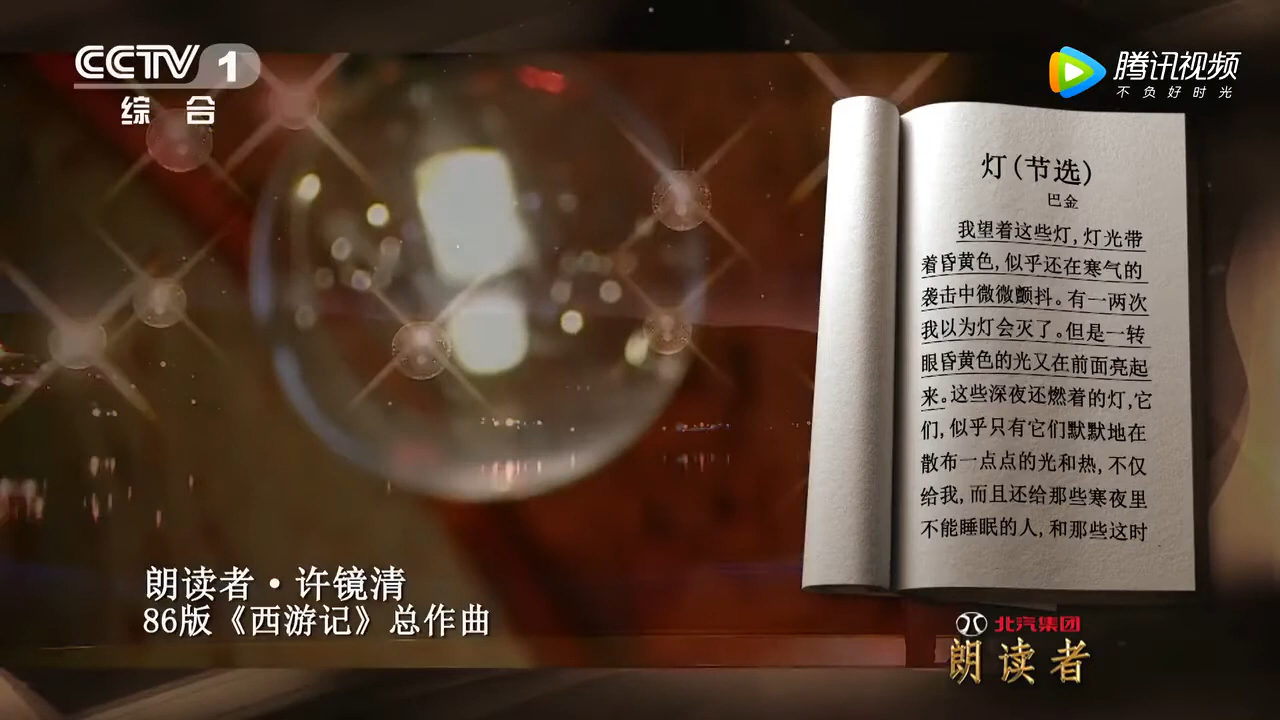 CCTV 1
综合
腾讯视频
不负好时光
灯(节选)
巴金
我望着这些灯,灯光带
着昏黄色,似乎还在寒气的
袭击中微微颤抖。有一两次
我以为灯会灭了。但是一转
眼昏黄色的光又在前面亮起
来。这些深夜还燃着的灯,它
们,似乎只有它们默默地在
散布一点点的光和热,不仅
给我,而且还给那些寒夜里
不能睡眠的人,和那些这时
朗读者·许镜清
86版《西游记》总作曲
北汽集团
朗读者